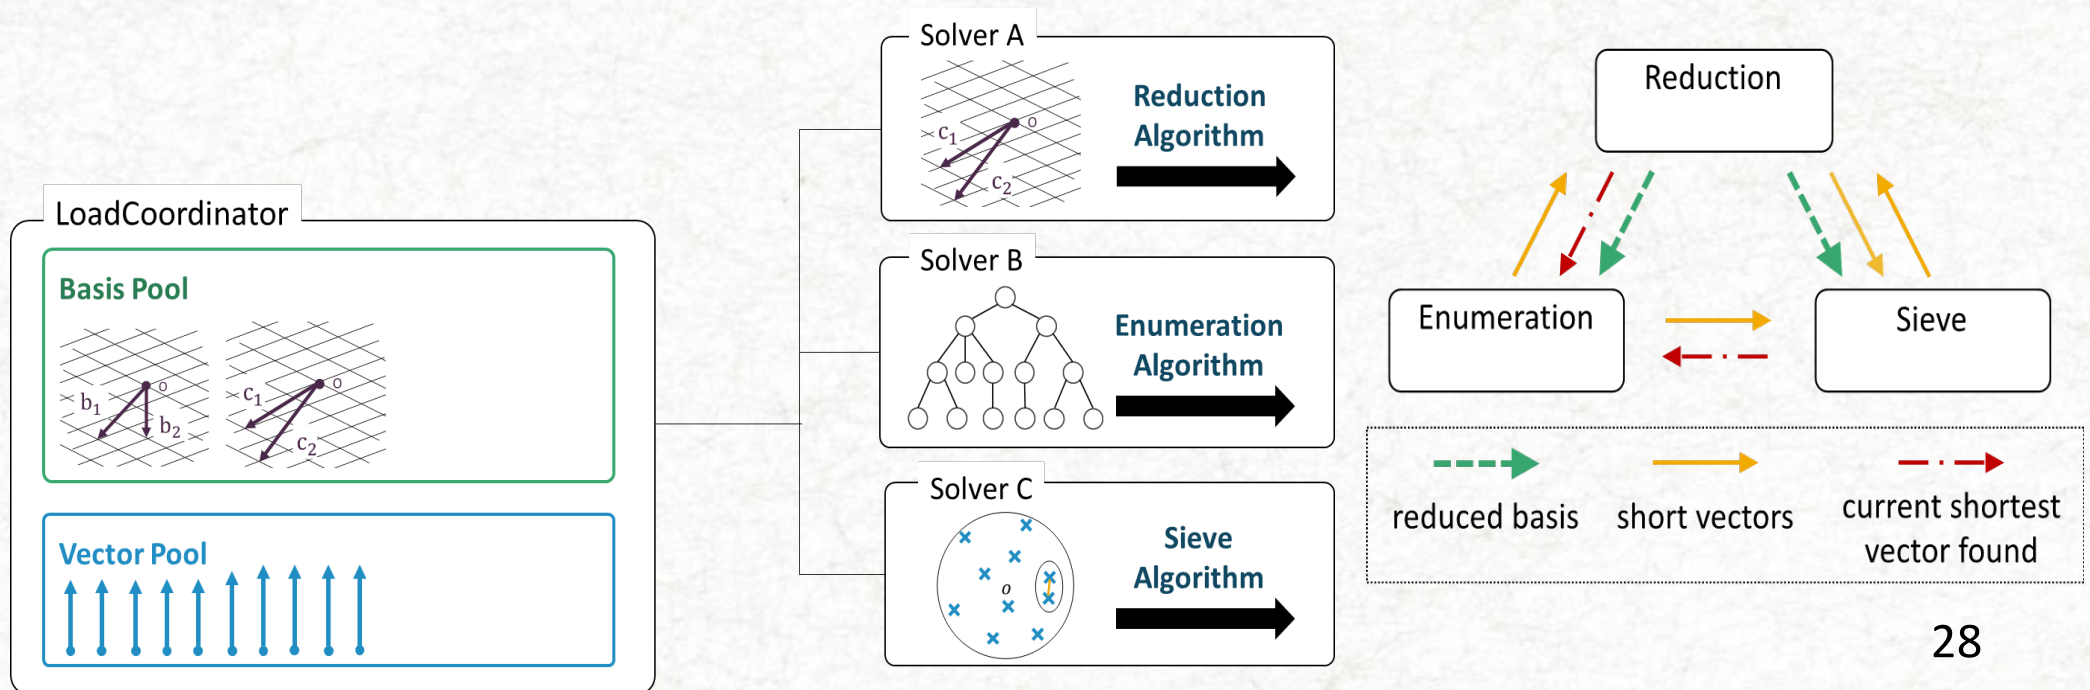 LoadCoordinator
Basis Pool
b₁
b₂
o
c₁
c₂
o
Vector Pool
Solver A
c₁
c₂
o
Reduction
Algorithm
Solver B
Enumeration
Algorithm
Solver C
o
Sieve
Algorithm
Reduction
Enumeration
Sieve
reduced basis
short vectors
current shortest
vector found
28